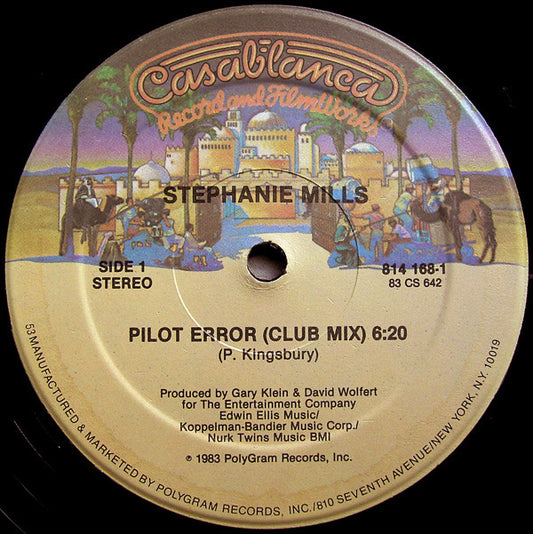 Casablanca
Record and FilmWorks
STEPHANIE MILLS
SIDE 1
STEREO
814 168-1
83 CS 642
PILOT ERROR (CLUB MIX) 6:20
(P. Kingsbury)
Produced by Gary Klein & David Wolfert
for The Entertainment Company
Edwin Ellis Music/
Koppelman-Bandier Music Corp./
Nurk Twins Music BMI
℗ 1983 PolyGram Records, Inc.
53 MANUFACTURED & MARKETED BY POLYGRAM RECORDS, INC./810 SEVENTH AVENUE/NEW YORK, N.Y. 10019